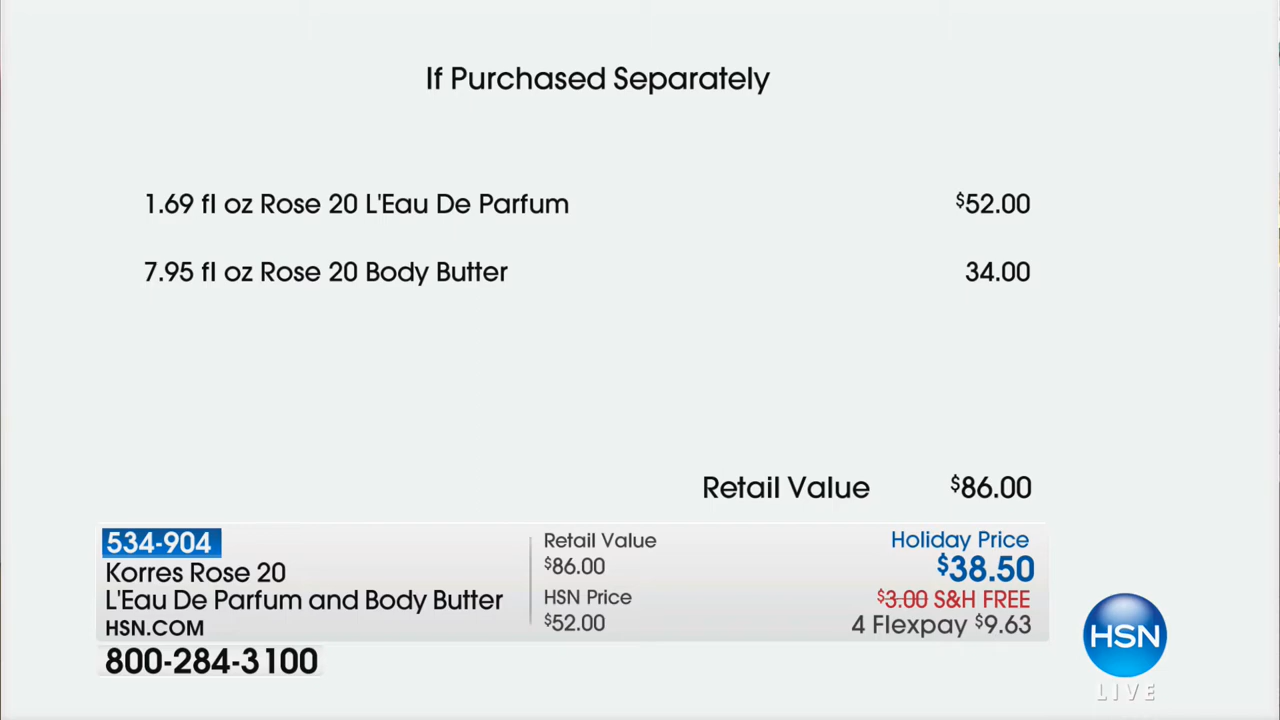 If Purchased Separately
1.69 fl oz Rose 20 L'Eau De Parfum $52.00
7.95 fl oz Rose 20 Body Butter 34.00
Retail Value $86.00
534-904
Korres Rose 20
L'Eau De Parfum and Body Butter
HSN.COM
800-284-3100
Retail Value
$86.00
HSN Price
$52.00
Holiday Price
$38.50
$3.00 S&H FREE
4 Flexpay $9.63
HSN
LIVE